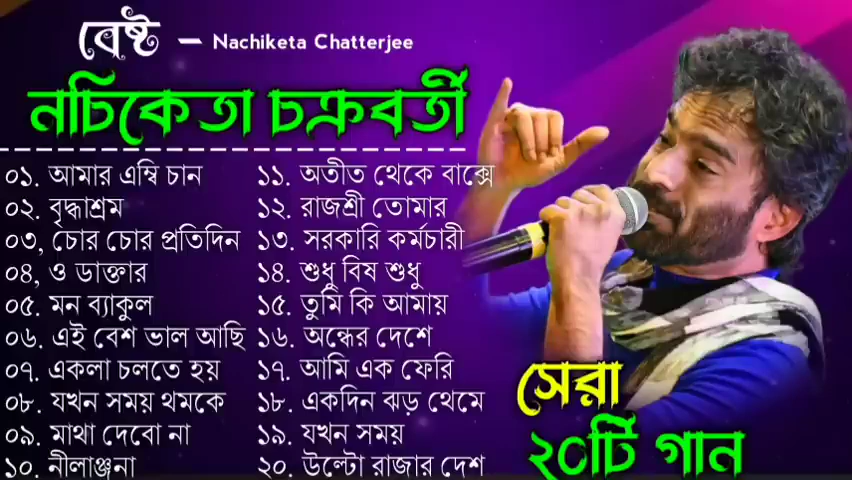 বেষ্ট — Nachiketa Chatterjee
নচিকেতা চক্রবর্তী
০১. আমার এম্বি চান
০২. বৃদ্ধাশ্রম
০৩, চোর চোর প্রতিদিন
০৪, ও ডাক্তার
০৫. মন ব্যাকুল
০৬. এই বেশ ভাল আছি
০৭. একলা চলতে হয়
০৮. যখন সময় থমকে
০৯. মাথা দেবো না
১০. নীলাঞ্জনা
১১. অতীত থেকে বাক্সে
১২. রাজশ্রী তোমার
১৩. সরকারি কর্মচারী
১৪. শুধু বিষ শুধু
১৫. তুমি কি আমায়
১৬. অন্ধের দেশে
১৭. আমি এক ফেরি
১৮. একদিন ঝড় থেমে
১৯. যখন সময়
২০. উল্টো রাজার দেশ
সেরা
২০টি গান